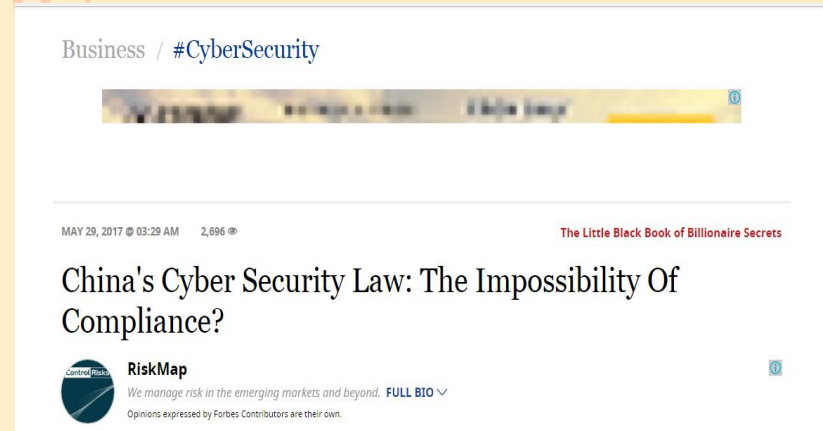 Business / #CyberSecurity
MAY 29, 2017 @ 03:29 AM 2,696
The Little Black Book of Billionaire Secrets
China's Cyber Security Law: The Impossibility Of
Compliance?
Control Risks
RiskMap
We manage risk in the emerging markets and beyond. FULL BIO
Opinions expressed by Forbes Contributors are their own.